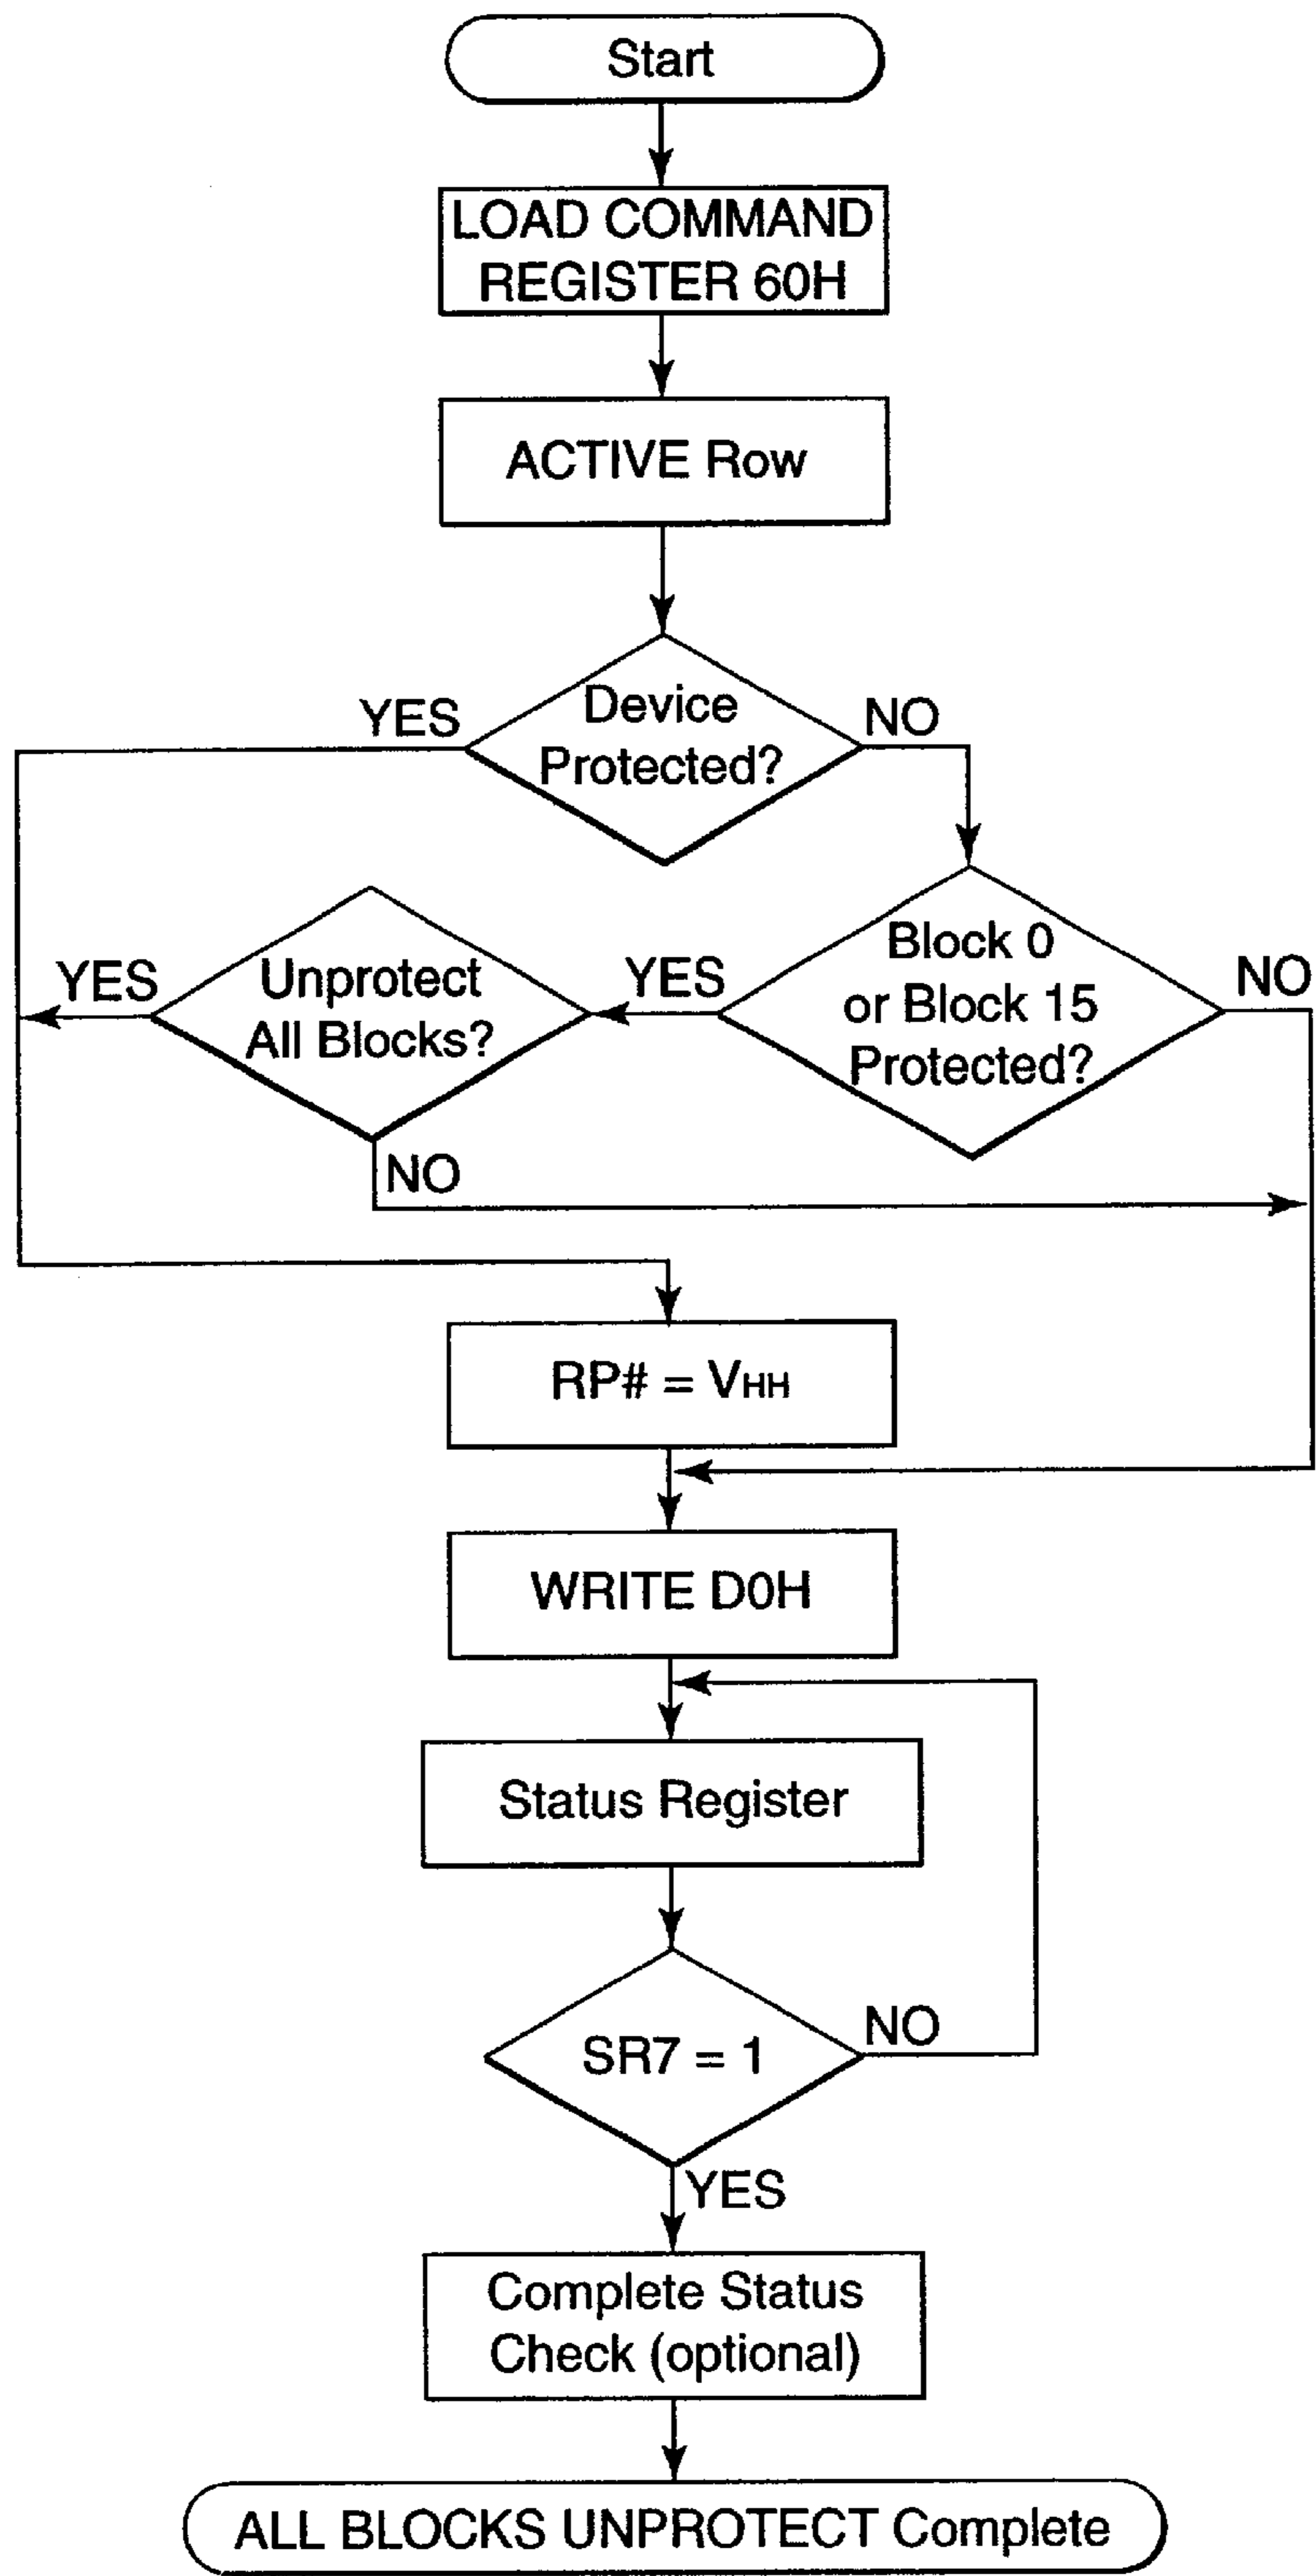 Start
LOAD COMMAND
REGISTER 60H
ACTIVE Row
YES
Device
Protected?
NO
YES
Unprotect
All Blocks?
YES
Block 0
or Block 15
Protected?
NO
NO
RP# = VHH
WRITE D0H
Status Register
SR7 = 1
NO
YES
Complete Status
Check (optional)
ALL BLOCKS UNPROTECT Complete